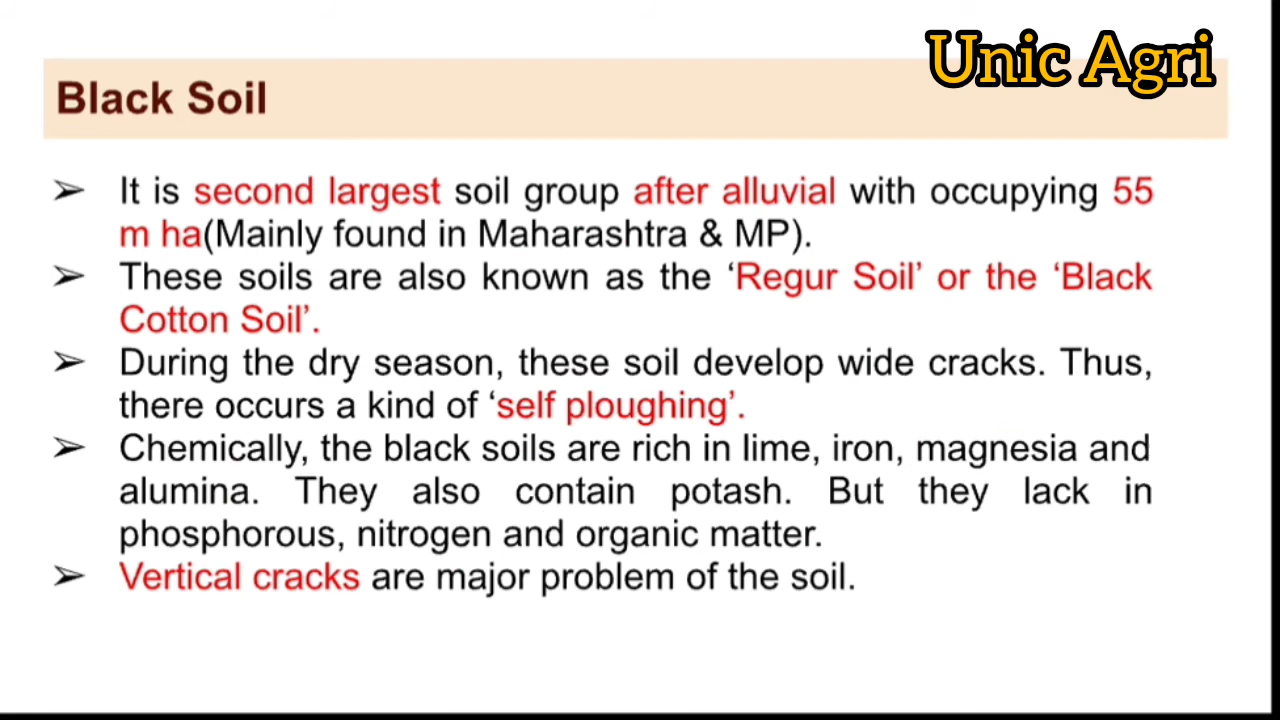 Unic Agri
Black Soil
➢ It is second largest soil group after alluvial with occupying 55
m ha(Mainly found in Maharashtra & MP).
➢ These soils are also known as the ‘Regur Soil’ or the ‘Black
Cotton Soil’.
➢ During the dry season, these soil develop wide cracks. Thus,
there occurs a kind of ‘self ploughing’.
➢ Chemically, the black soils are rich in lime, iron, magnesia and
alumina. They also contain potash. But they lack in
phosphorous, nitrogen and organic matter.
➢ Vertical cracks are major problem of the soil.